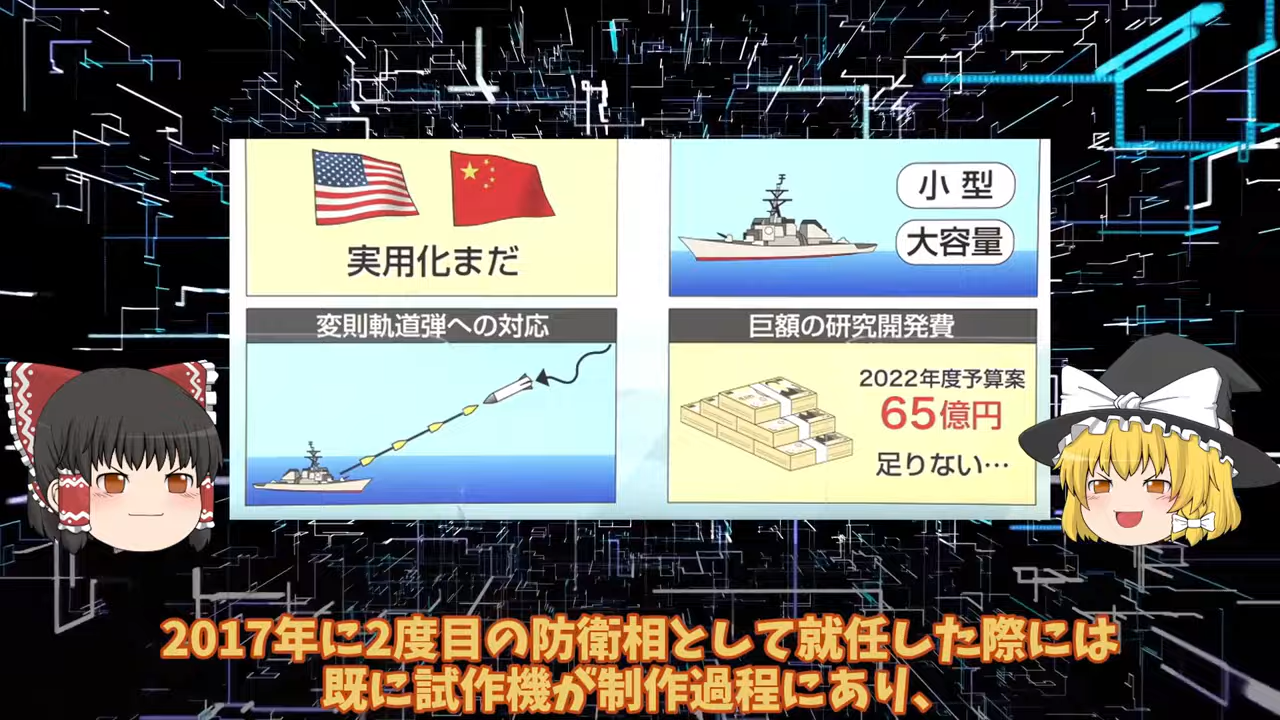 実用化まだ
小型
大容量
変則軌道弾への対応
巨額の研究開発費
2022年度予算案
65億円
足りない…
2017年に2度目の防衛相として就任した際には
既に試作機が制作過程にあり、